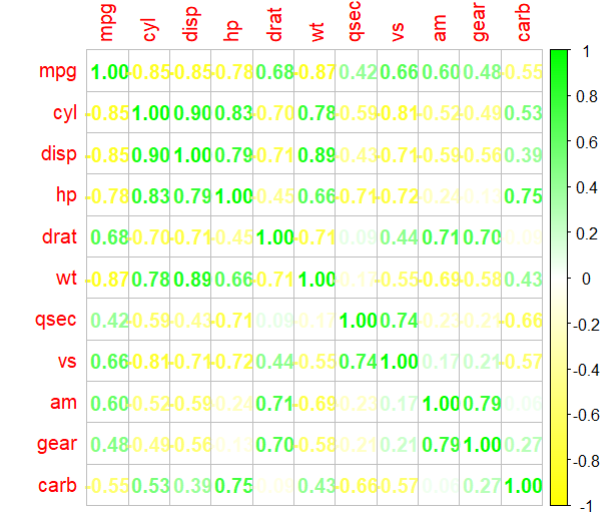 mpg cyl disp hp drat wt qsec vs am gear carb
mpg 1.00 -0.85 -0.85 -0.78 0.68 -0.87 0.42 0.66 0.60 0.48 -0.55
cyl -0.85 1.00 0.90 0.83 -0.70 0.78 -0.59 -0.81 -0.52 -0.49 0.53
disp -0.85 0.90 1.00 0.79 -0.71 0.89 -0.43 -0.71 -0.59 -0.56 0.39
hp -0.78 0.83 0.79 1.00 -0.45 0.66 -0.71 -0.72 -0.24 -0.13 0.75
drat 0.68 -0.70 -0.71 -0.45 1.00 -0.71 0.09 0.44 0.71 0.70
wt -0.87 0.78 0.89 0.66 -0.71 1.00 -0.17 -0.55 -0.69 -0.58 0.43
qsec 0.42 -0.59 -0.43 -0.71 0.09 -0.17 1.00 0.74 -0.23 -0.21 -0.66
vs 0.66 -0.81 -0.71 -0.72 0.44 -0.55 0.74 1.00 0.17 0.21 -0.57
am 0.60 -0.52 -0.59 -0.24 0.71 -0.69 -0.23 0.17 1.00 0.79 0.06
gear 0.48 -0.49 -0.56 -0.13 0.70 -0.58 -0.21 0.21 0.79 1.00 0.27
carb -0.55 0.53 0.39 0.75 0.43 -0.66 -0.57 0.06 0.27 1.00
1
0.8
0.6
0.4
0.2
0
-0.2
-0.4
-0.6
-0.8
-1